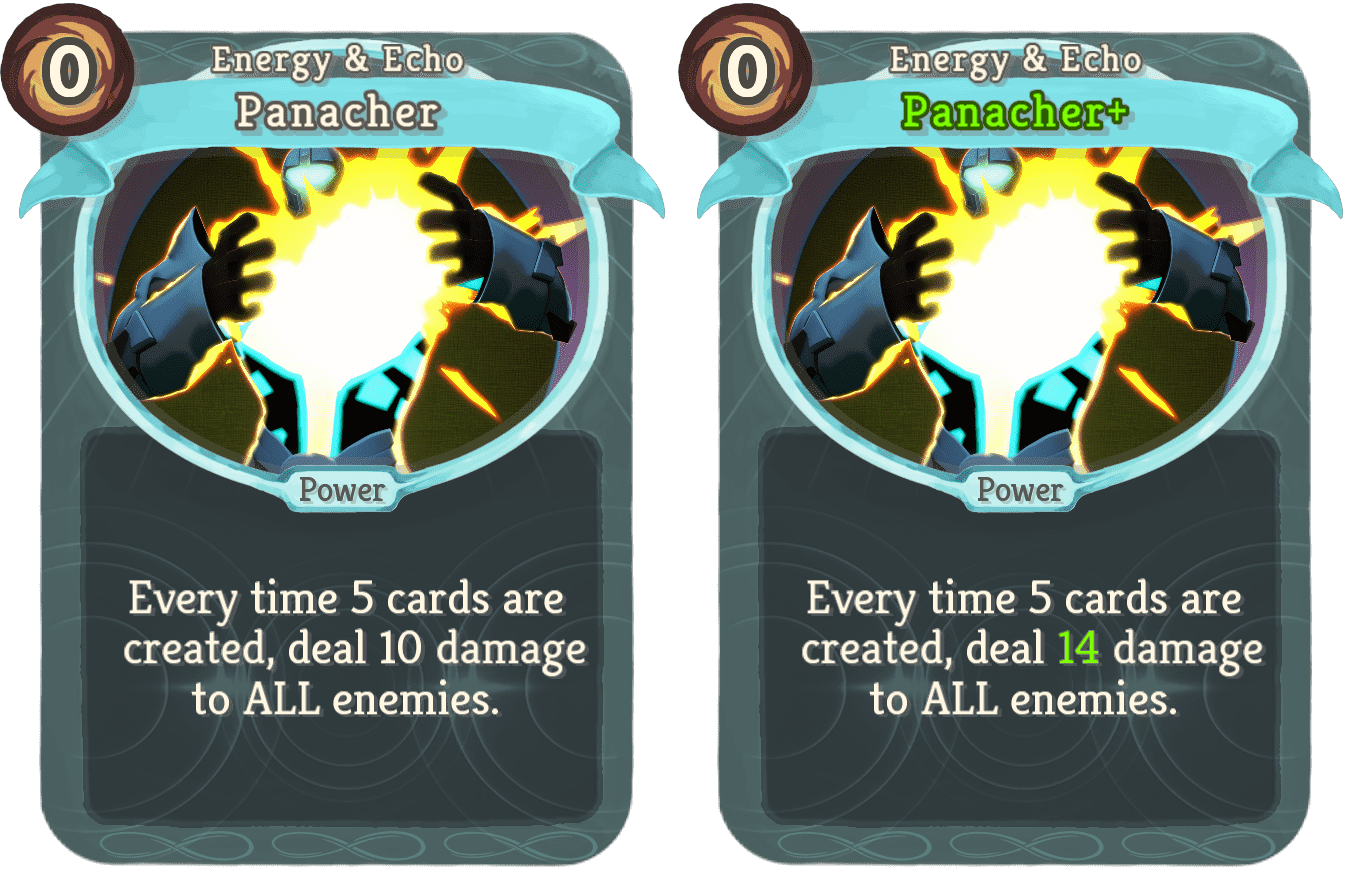 0
Energy & Echo
Panacher
Power
Every time 5 cards are
created, deal 10 damage
to ALL enemies.
0
Energy & Echo
Panacher+
Power
Every time 5 cards are
created, deal 14 damage
to ALL enemies.